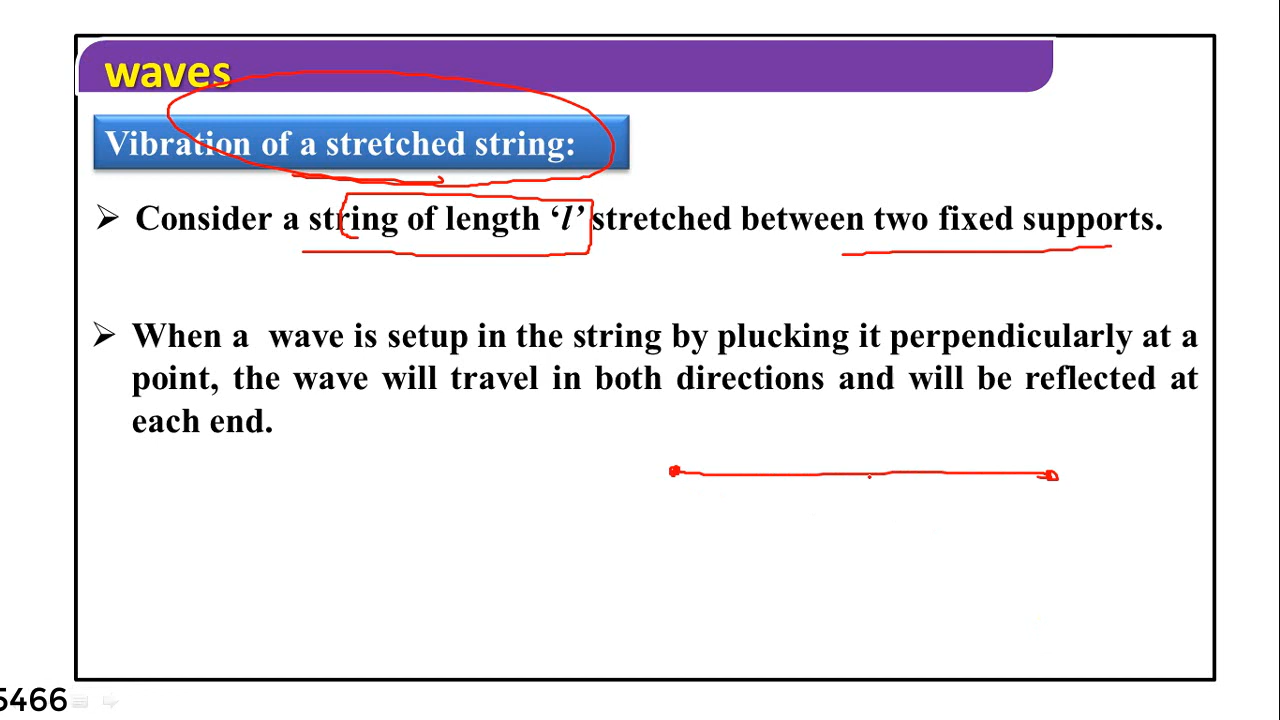 waves
Vibration of a stretched string:
➢ Consider a string of length ‘l’ stretched between two fixed supports.
➢ When a wave is setup in the string by plucking it perpendicularly at a
point, the wave will travel in both directions and will be reflected at
each end.
5466